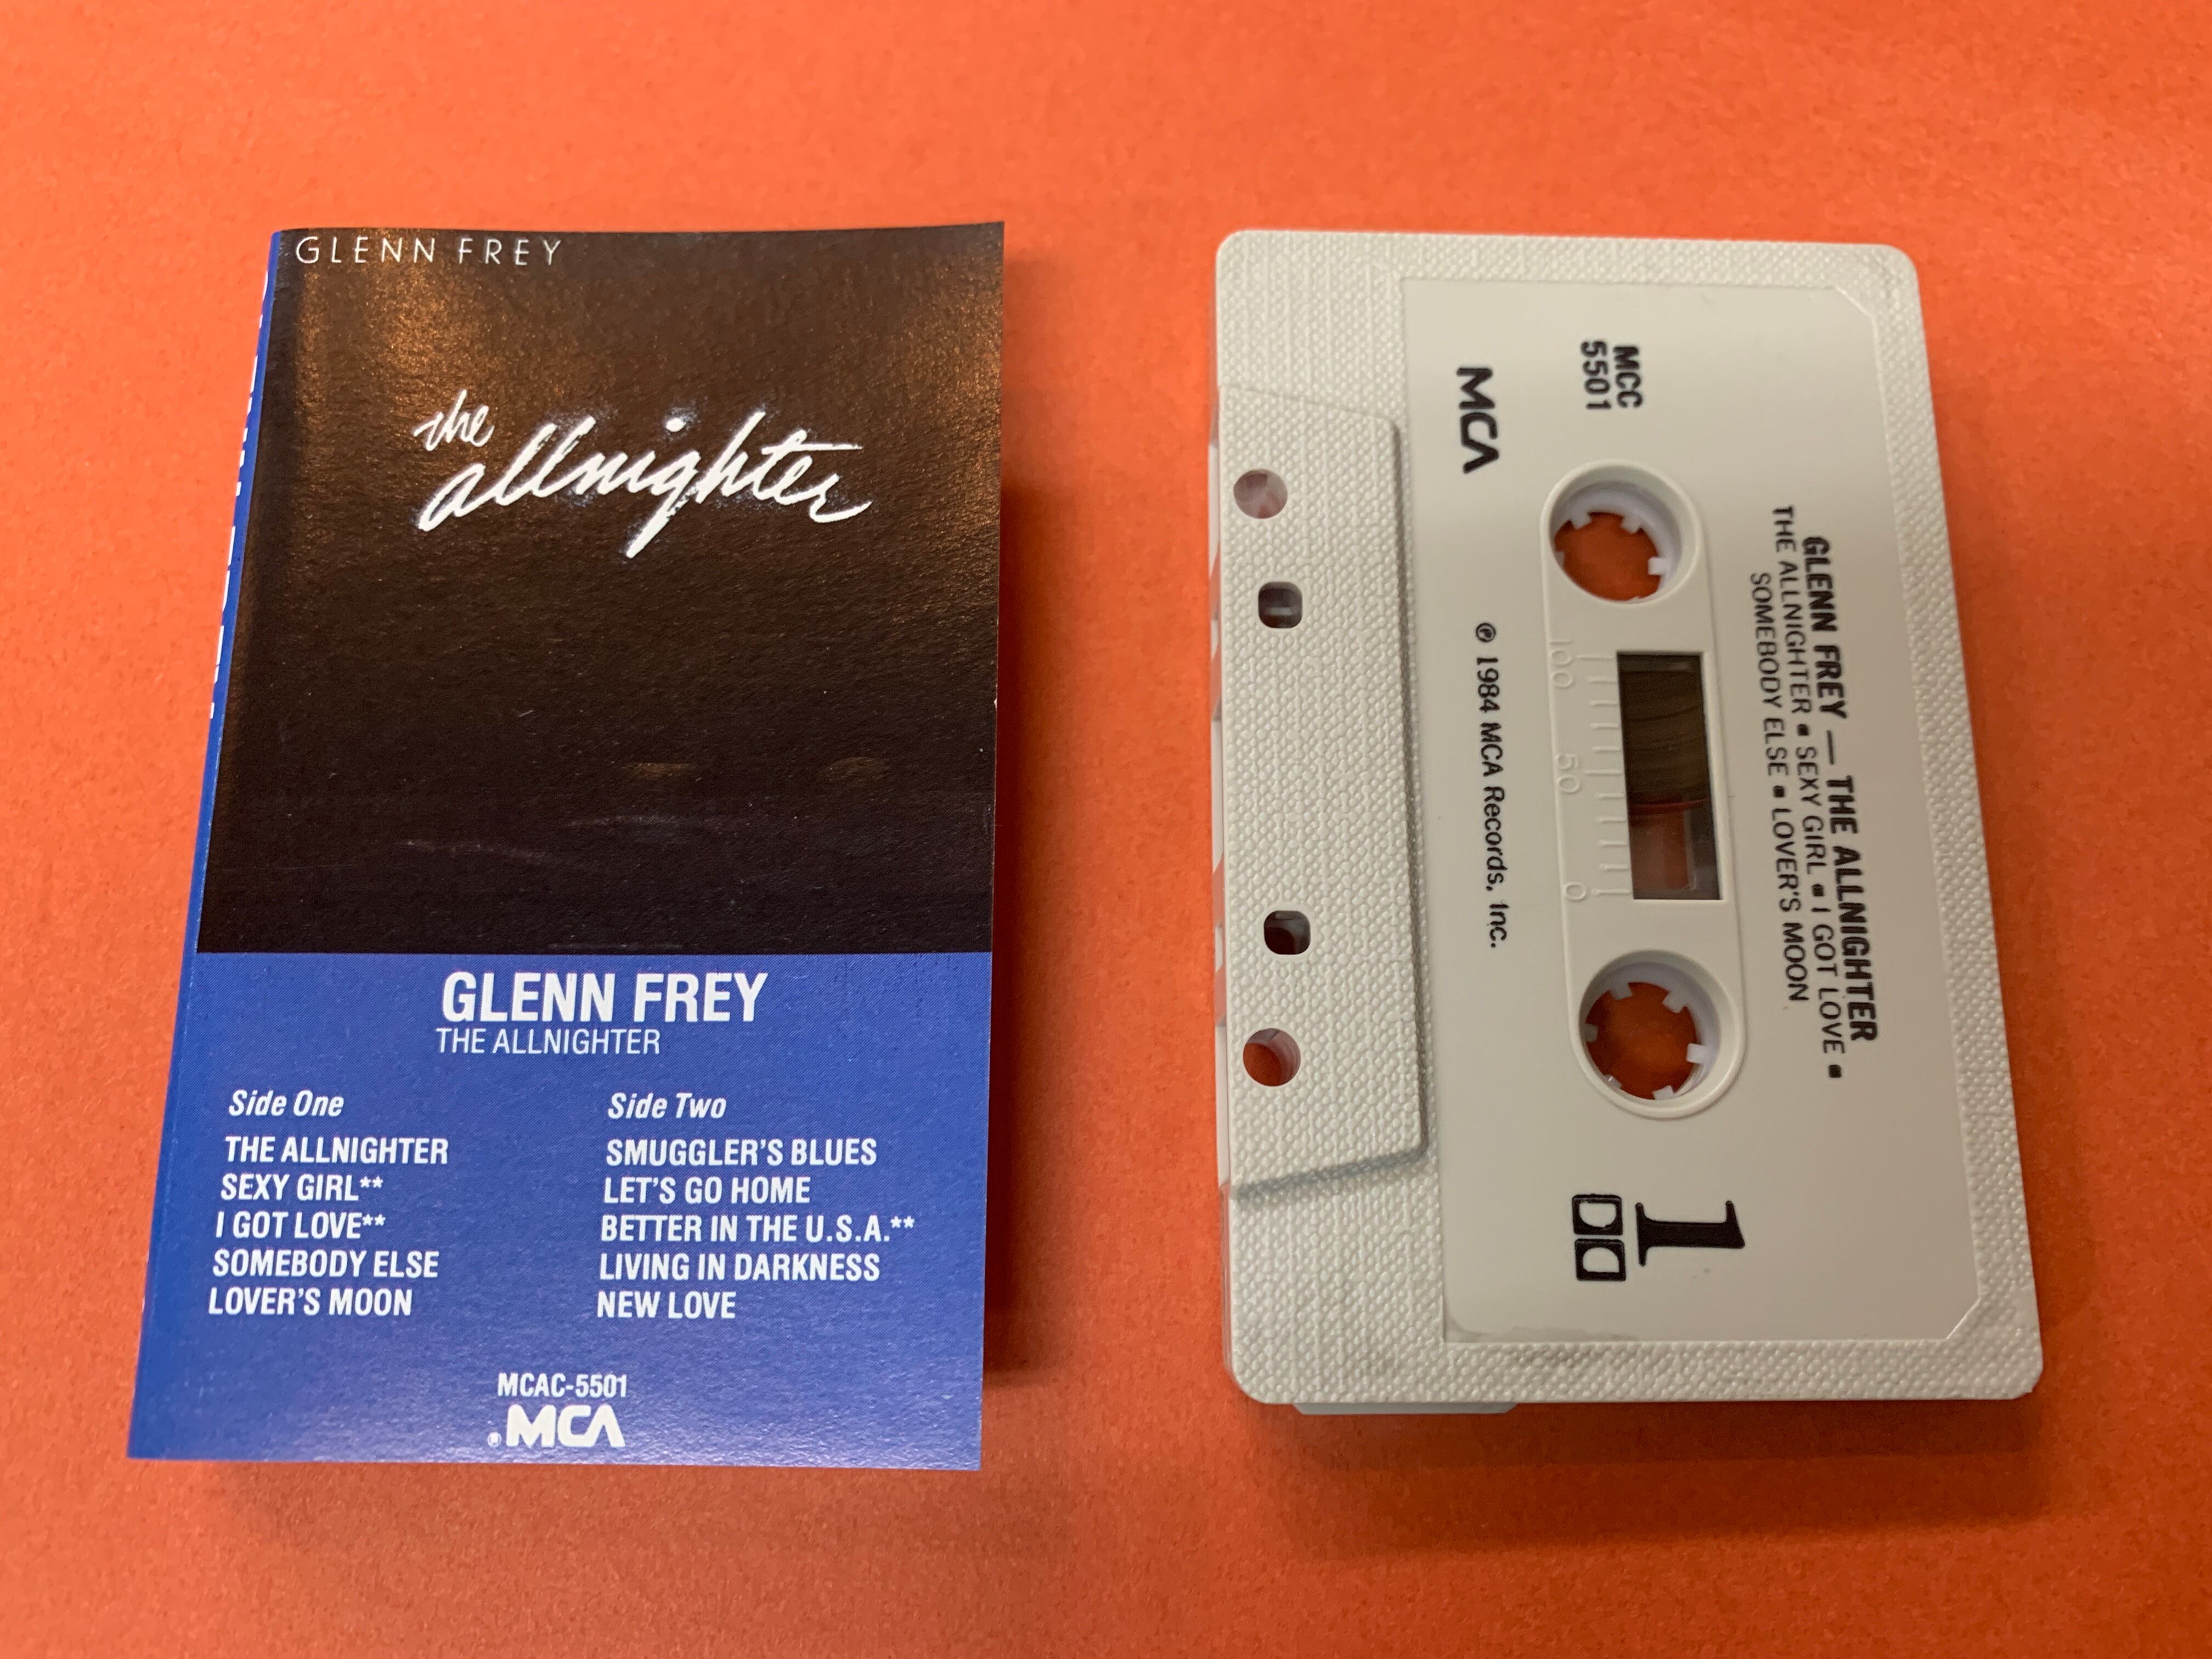 GLENN FREY
the
allnighter
GLENN FREY
THE ALLNIGHTER
Side One
THE ALLNIGHTER
SEXY GIRL**
I GOT LOVE**
SOMEBODY ELSE
LOVER'S MOON
Side Two
SMUGGLER'S BLUES
LET'S GO HOME
BETTER IN THE U.S.A.**
LIVING IN DARKNESS
NEW LOVE
MCAC-5501
®MCA
GLENN FREY — THE ALLNIGHTER
THE ALLNIGHTER ▪ SEXY GIRL ▪ I GOT LOVE ▪
SOMEBODY ELSE ▪ LOVER'S MOON
MCC
5501
1
100 50 0
MCA
℗ 1984 MCA Records, Inc.